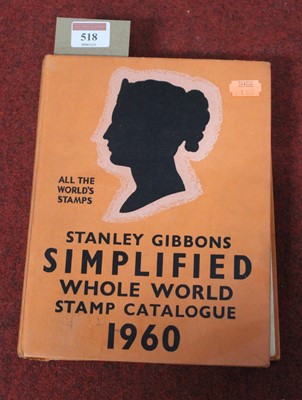 518
ALL THE
WORLD'S
STAMPS
STANLEY GIBBONS
SIMPLIFIED
WHOLE WORLD
STAMP CATALOGUE
1960